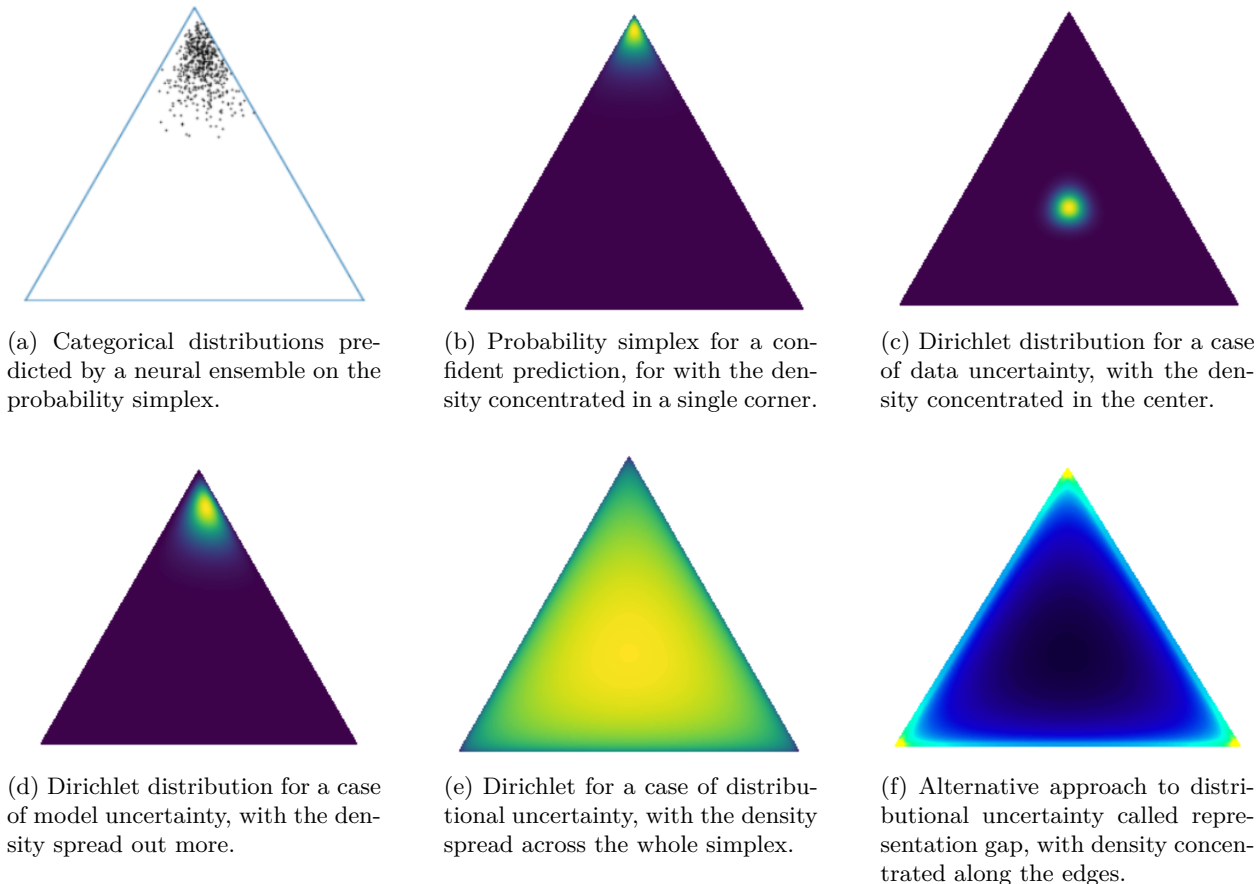 (a) Categorical distributions pre-
dicted by a neural ensemble on the
probability simplex.
(b) Probability simplex for a con-
fident prediction, for with the den-
sity concentrated in a single corner.
(c) Dirichlet distribution for a case
of data uncertainty, with the den-
sity concentrated in the center.
(d) Dirichlet distribution for a case
of model uncertainty, with the den-
sity spread out more.
(e) Dirichlet for a case of distribu-
tional uncertainty, with the density
spread across the whole simplex.
(f) Alternative approach to distri-
butional uncertainty called repre-
sentation gap, with density concen-
trated along the edges.